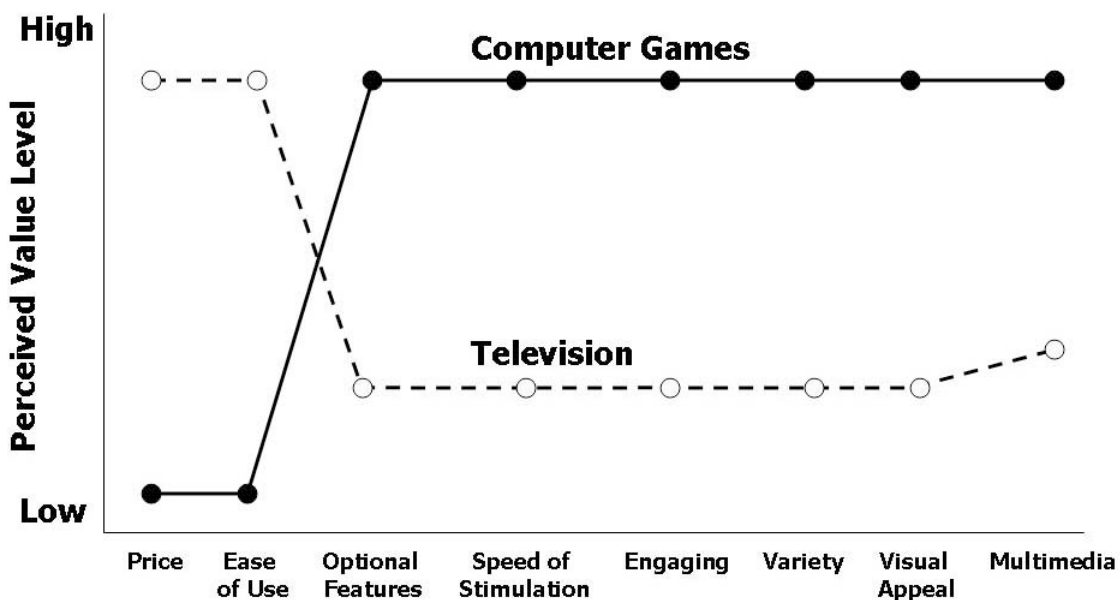 High
Computer Games
Perceived Value Level
Television
Low
Price
Ease
of Use
Optional
Features
Speed of
Stimulation
Engaging
Variety
Visual
Appeal
Multimedia